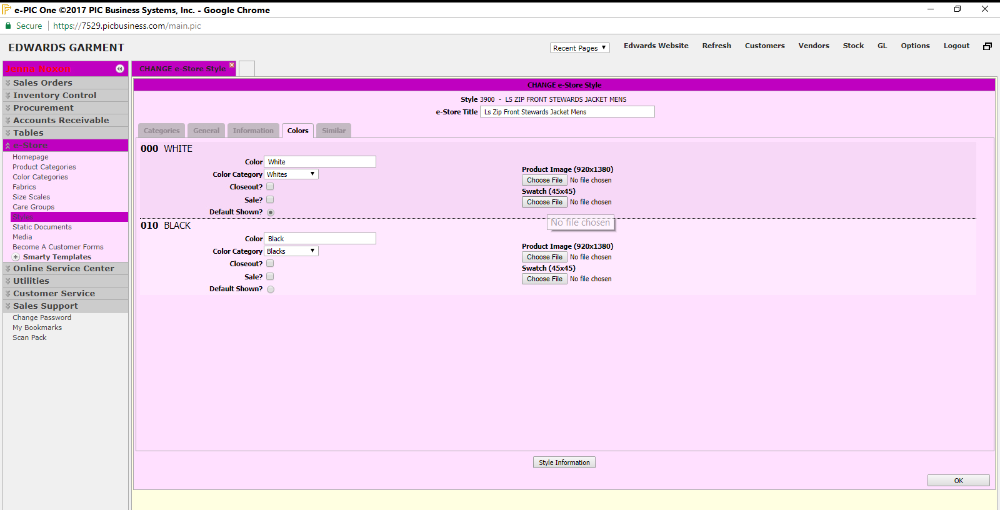 e-PIC One ©2017 PIC Business Systems, Inc. - Google Chrome
Secure | https://7529.picbusiness.com/main.pic
EDWARDS GARMENT
Recent Pages Edwards Website Refresh Customers Vendors Stock GL Options Logout
Jenna Noxon
CHANGE e-Store Style
Sales Orders
Inventory Control
Procurement
Accounts Receivable
Tables
e-Store
Homepage
Product Categories
Color Categories
Fabrics
Size Scales
Care Groups
Styles
Static Documents
Media
Become A Customer Forms
Smarty Templates
Online Service Center
Utilities
Customer Service
Sales Support
Change Password
My Bookmarks
Scan Pack
CHANGE e-Store Style
Style 3900 - LS ZIP FRONT STEWARDS JACKET MENS
e-Store Title Ls Zip Front Stewards Jacket Mens
Categories General Information Colors Similar
000 WHITE
Color White
Color Category Whites
Closeout?
Sale?
Default Shown?
Product Image (920x1380)
Choose File No file chosen
Swatch (45x45)
Choose File No file chosen
No file chosen
010 BLACK
Color Black
Color Category Blacks
Closeout?
Sale?
Default Shown?
Product Image (920x1380)
Choose File No file chosen
Swatch (45x45)
Choose File No file chosen
Style Information
OK